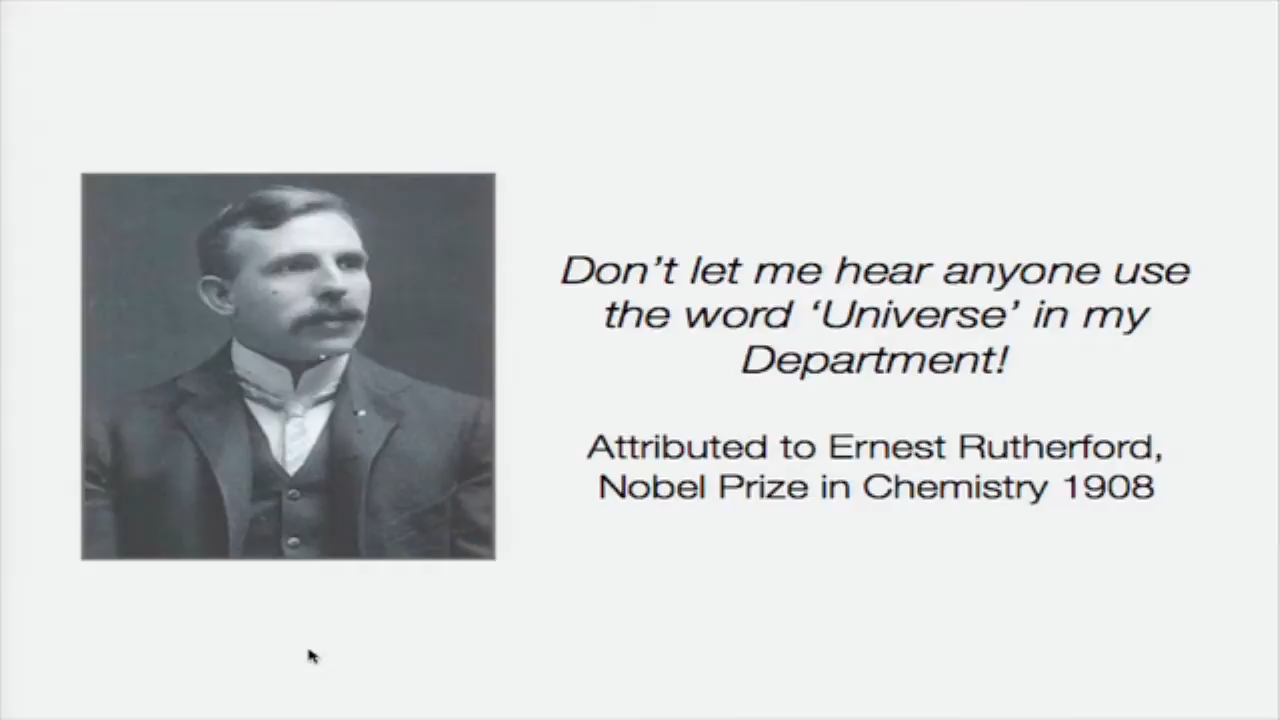 Don’t let me hear anyone use
the word ‘Universe’ in my
Department!
Attributed to Ernest Rutherford,
Nobel Prize in Chemistry 1908